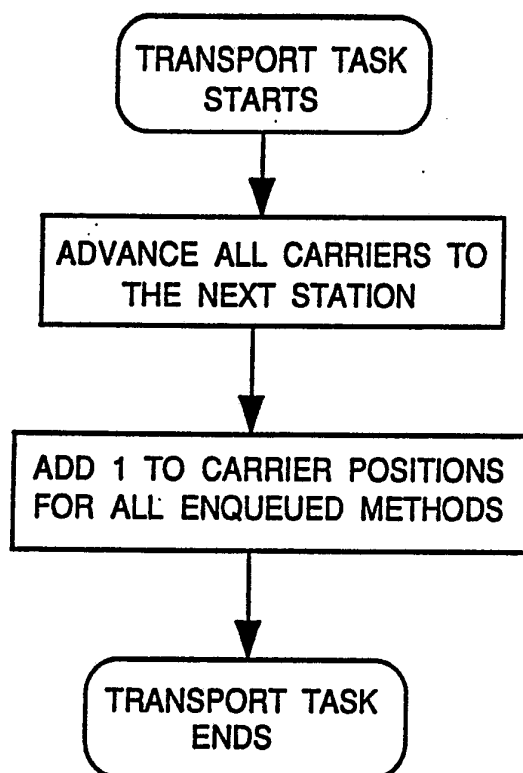 TRANSPORT TASK
STARTS
ADVANCE ALL CARRIERS TO
THE NEXT STATION
ADD 1 TO CARRIER POSITIONS
FOR ALL ENQUEUED METHODS
TRANSPORT TASK
ENDS